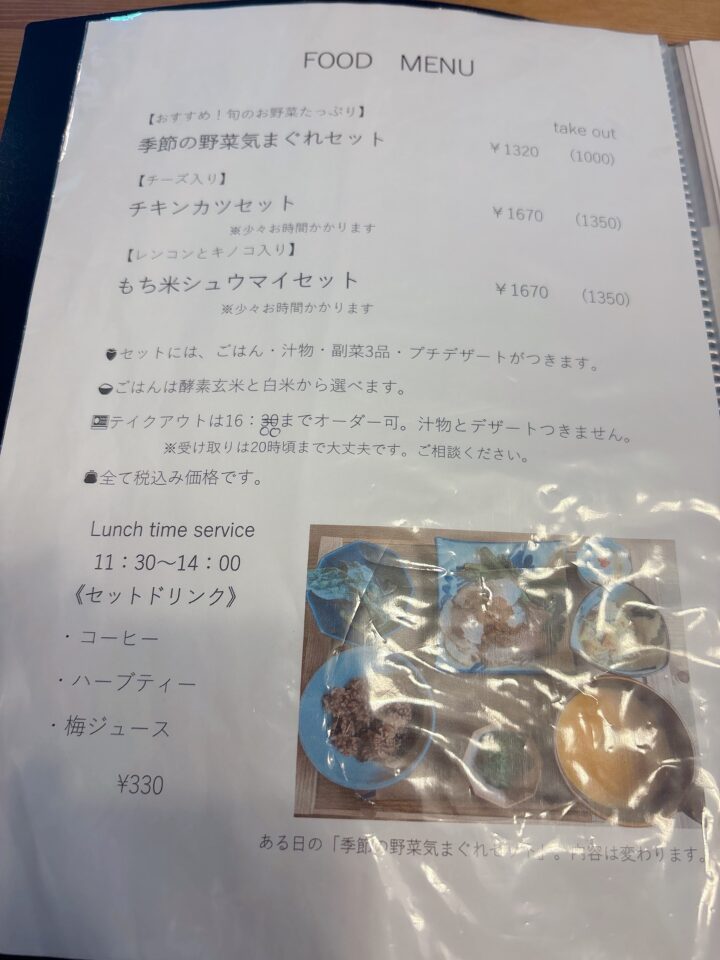 FOOD MENU
【おすすめ！旬のお野菜たっぷり】
take out
季節の野菜気まぐれセット ￥1320 (1000)
【チーズ入り】
チキンカツセット ￥1670 (1350)
※少々お時間かかります
【レンコンとキノコ入り】
もち米シュウマイセット ￥1670 (1350)
※少々お時間かかります
セットには、ごはん・汁物・副菜3品・プチデザートがつきます。
ごはんは酵素玄米と白米から選べます。
テイクアウトは16：30までオーダー可。汁物とデザートつきません。
00
※受け取りは20時頃まで大丈夫です。ご相談ください。
全て税込み価格です。
Lunch time service
11：30〜14：00
《セットドリンク》
・コーヒー
・ハーブティー
・梅ジュース
¥330
ある日の「季節の野菜気まぐれセット」。内容は変わります。